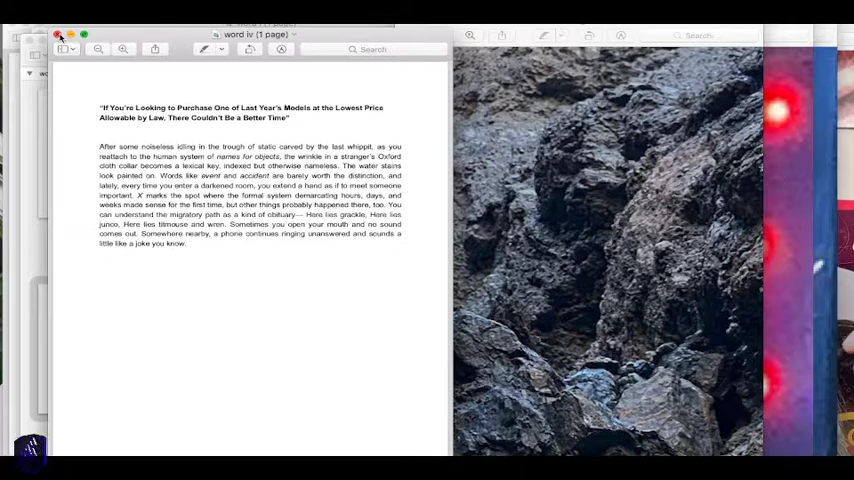 word iv (1 page)
Search
Search
"If You're Looking to Purchase One of Last Year's Models at the Lowest Price
Allowable by Law, There Couldn't Be a Better Time"
After some noiseless idling in the trough of static carved by the last whippit, as you
reattach to the human system of names for objects, the wrinkle in a stranger's Oxford
cloth collar becomes a lexical key, indexed but otherwise nameless. The water stains
look painted on. Words like event and accident are barely worth the distinction, and
lately, every time you enter a darkened room, you extend a hand as if to meet someone
important. X marks the spot where the formal system demarcating hours, days, and
weeks made sense for the first time, but other things probably happened there, too. You
can understand the migratory path as a kind of obituary— Here lies grackle, Here lies
junco, Here lies titmouse and wren. Sometimes you open your mouth and no sound
comes out. Somewhere nearby, a phone continues ringing unanswered and sounds a
little like a joke you know.